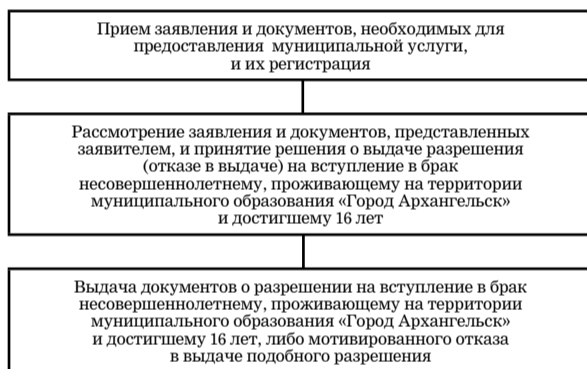 Прием заявления и документов, необходимых для
предоставления муниципальной услуги,
и их регистрация
Рассмотрение заявления и документов, представленных
заявителем, и принятие решения о выдаче разрешения
(отказе в выдаче) на вступление в брак
несовершеннолетнему, проживающему на территории
муниципального образования «Город Архангельск»
и достигшему 16 лет
Выдача документов о разрешении на вступление в брак
несовершеннолетнему, проживающему на территории
муниципального образования «Город Архангельск»
и достигшему 16 лет, либо мотивированного отказа
в выдаче подобного разрешения